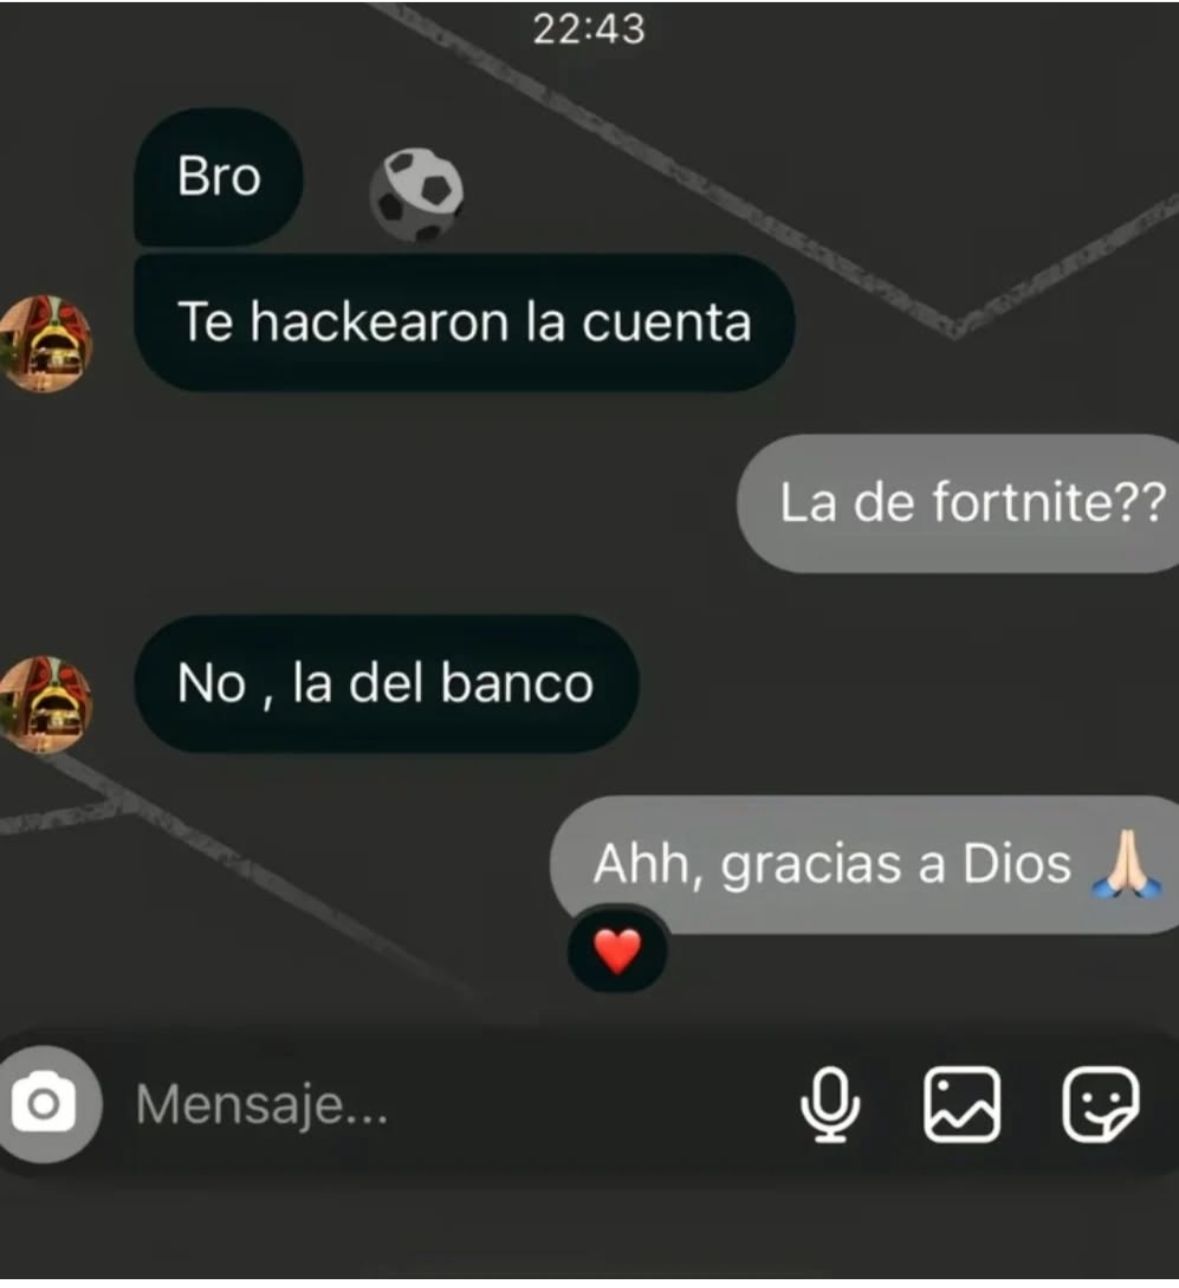 22:43
Bro
Te hackearon la cuenta
La de fortnite??
No , la del banco
Ahh, gracias a Dios 🙏🏻
Mensaje...